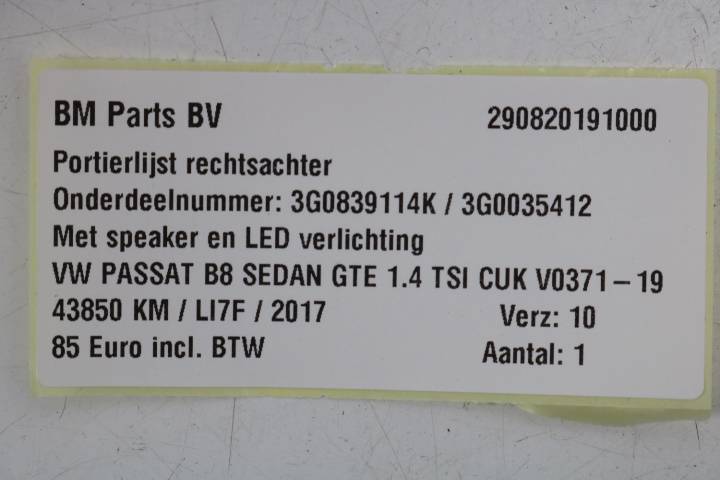 BM Parts BV 290820191000
Portierlijst rechtsachter
Onderdeelnummer: 3G0839114K / 3G0035412
Met speaker en LED verlichting
VW PASSAT B8 SEDAN GTE 1.4 TSI CUK V0371-19
43850 KM / LI7F / 2017 Verz: 10
85 Euro incl. BTW Aantal: 1